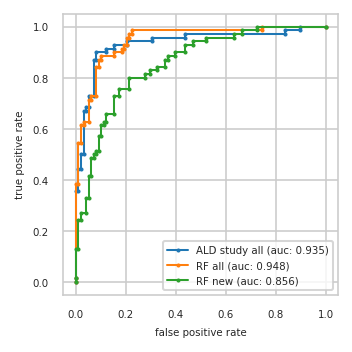 1.0
0.8
0.6
0.4
0.2
0.0
true positive rate
ALD study all (auc: 0.935)
RF all (auc: 0.948)
RF new (auc: 0.856)
0.0 0.2 0.4 0.6 0.8 1.0
false positive rate